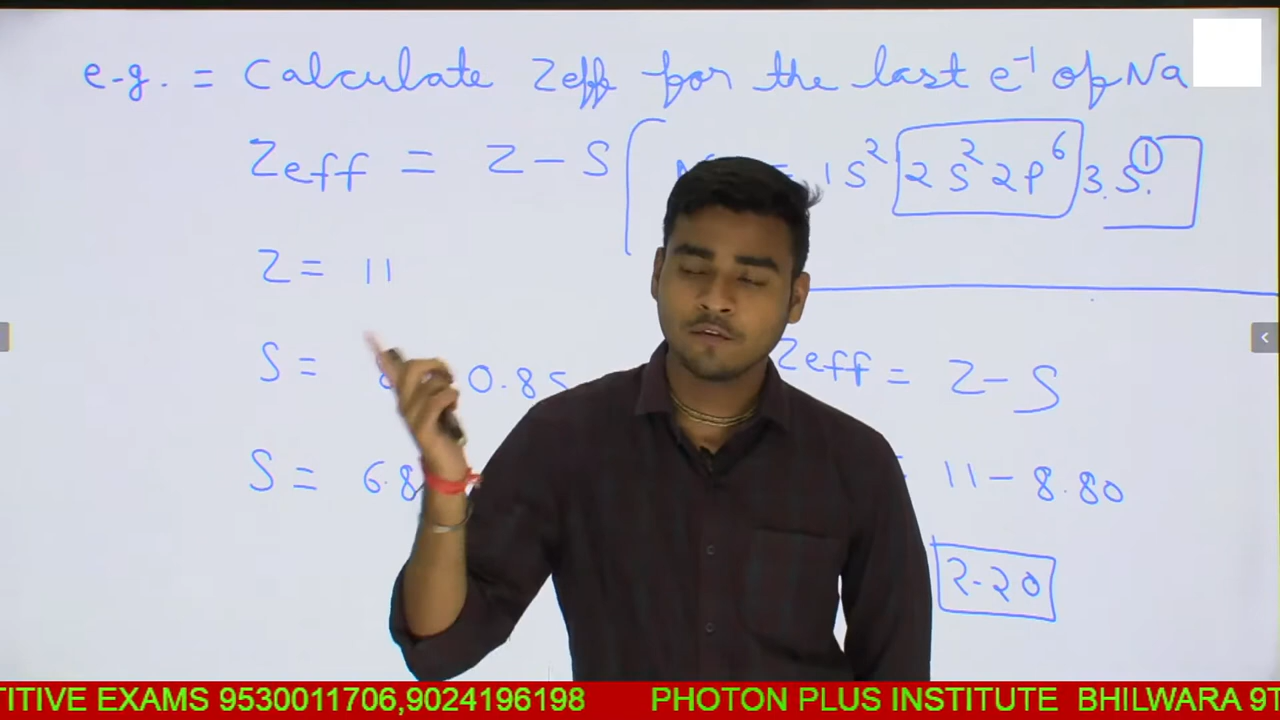 e.g. = Calculate Zeff for the last e⁻¹ of Na
Zeff = Z - S
= 1s² 2s² 2p⁶ 3s¹
Z = 11
S = 0.85
Zeff = Z - S
S = 6.8
11 - 8.80
2.20
TITIVE EXAMS 9530011706,9024196198 PHOTON PLUS INSTITUTE BHILWARA 9T